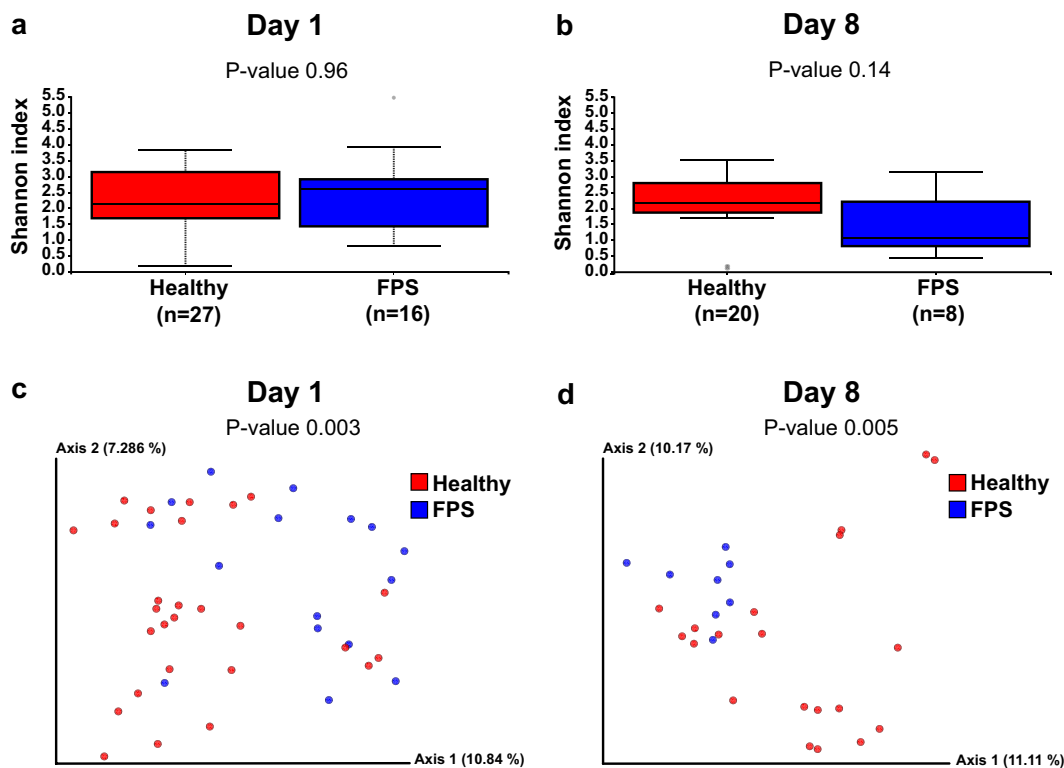 a
Day 1
P-value 0.96
Shannon index
5.5
5.0
4.5
4.0
3.5
3.0
2.5
2.0
1.5
1.0
0.5
0.0
Healthy
(n=27)
FPS
(n=16)
b
Day 8
P-value 0.14
Shannon index
5.5
5.0
4.5
4.0
3.5
3.0
2.5
2.0
1.5
1.0
0.5
0.0
Healthy
(n=20)
FPS
(n=8)
c
Day 1
P-value 0.003
Axis 2 (7.286 %)
Healthy
FPS
Axis 1 (10.84 %)
d
Day 8
P-value 0.005
Axis 2 (10.17 %)
Healthy
FPS
Axis 1 (11.11 %)